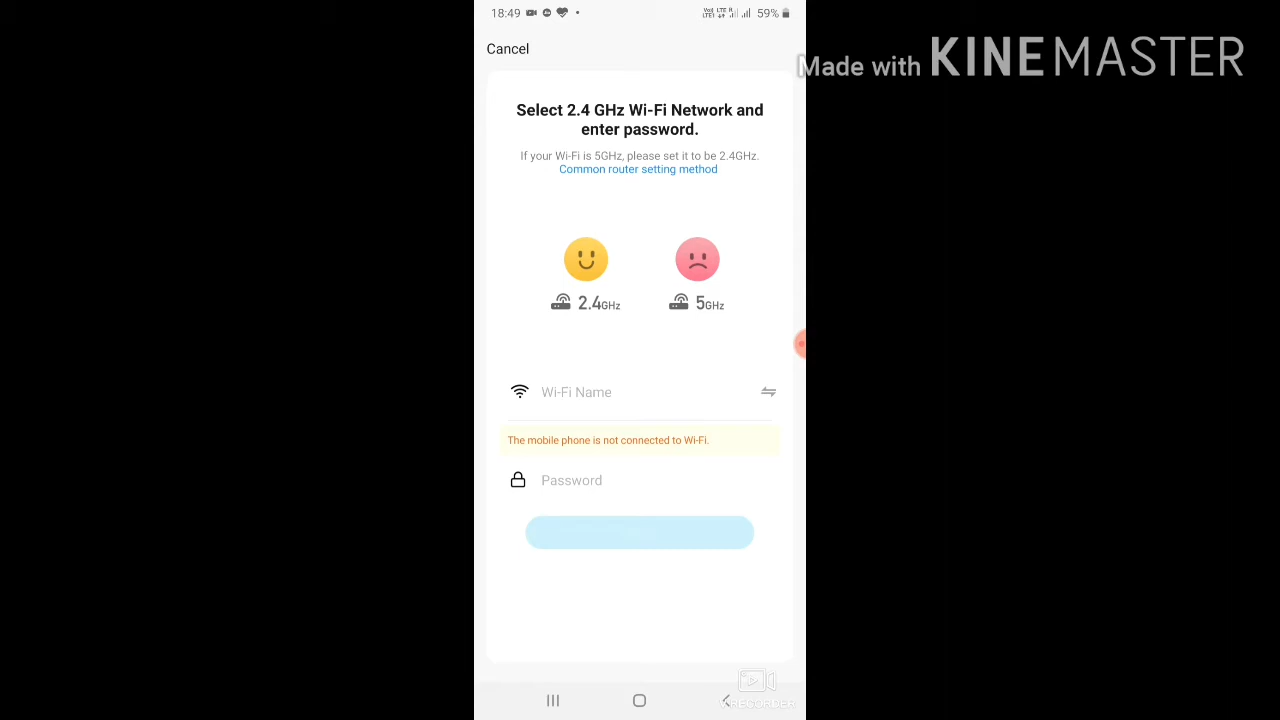 18:49
59%
Made with KINEMASTER
Cancel
Select 2.4 GHz Wi-Fi Network and
enter password.
If your Wi-Fi is 5GHz, please set it to be 2.4GHz.
Common router setting method
2.4GHz
5GHz
Wi-Fi Name
The mobile phone is not connected to Wi-Fi.
Password